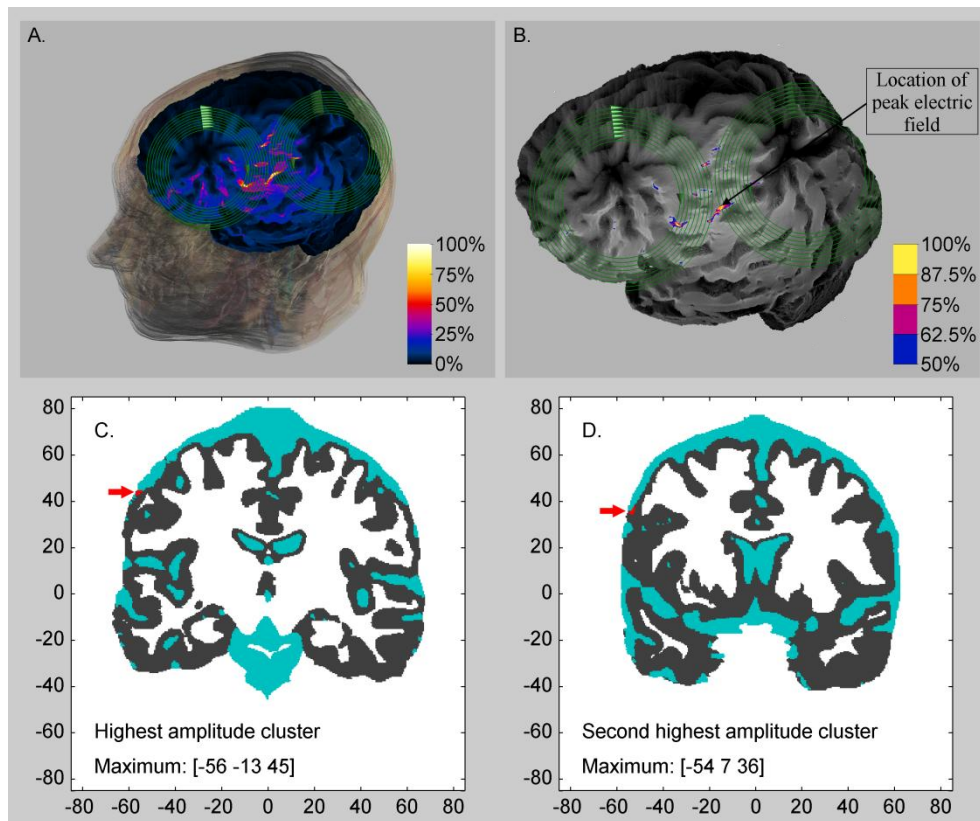 A.
100%
75%
50%
25%
0%
B.
Location of
peak electric
field
100%
87.5%
75%
62.5%
50%
C.
80
60
40
20
0
-20
-40
-60
-80
-80 -60 -40 -20 0 20 40 60 80
Highest amplitude cluster
Maximum: [-56 -13 45]
D.
80
60
40
20
0
-20
-40
-60
-80
-80 -60 -40 -20 0 20 40 60 80
Second highest amplitude cluster
Maximum: [-54 7 36]